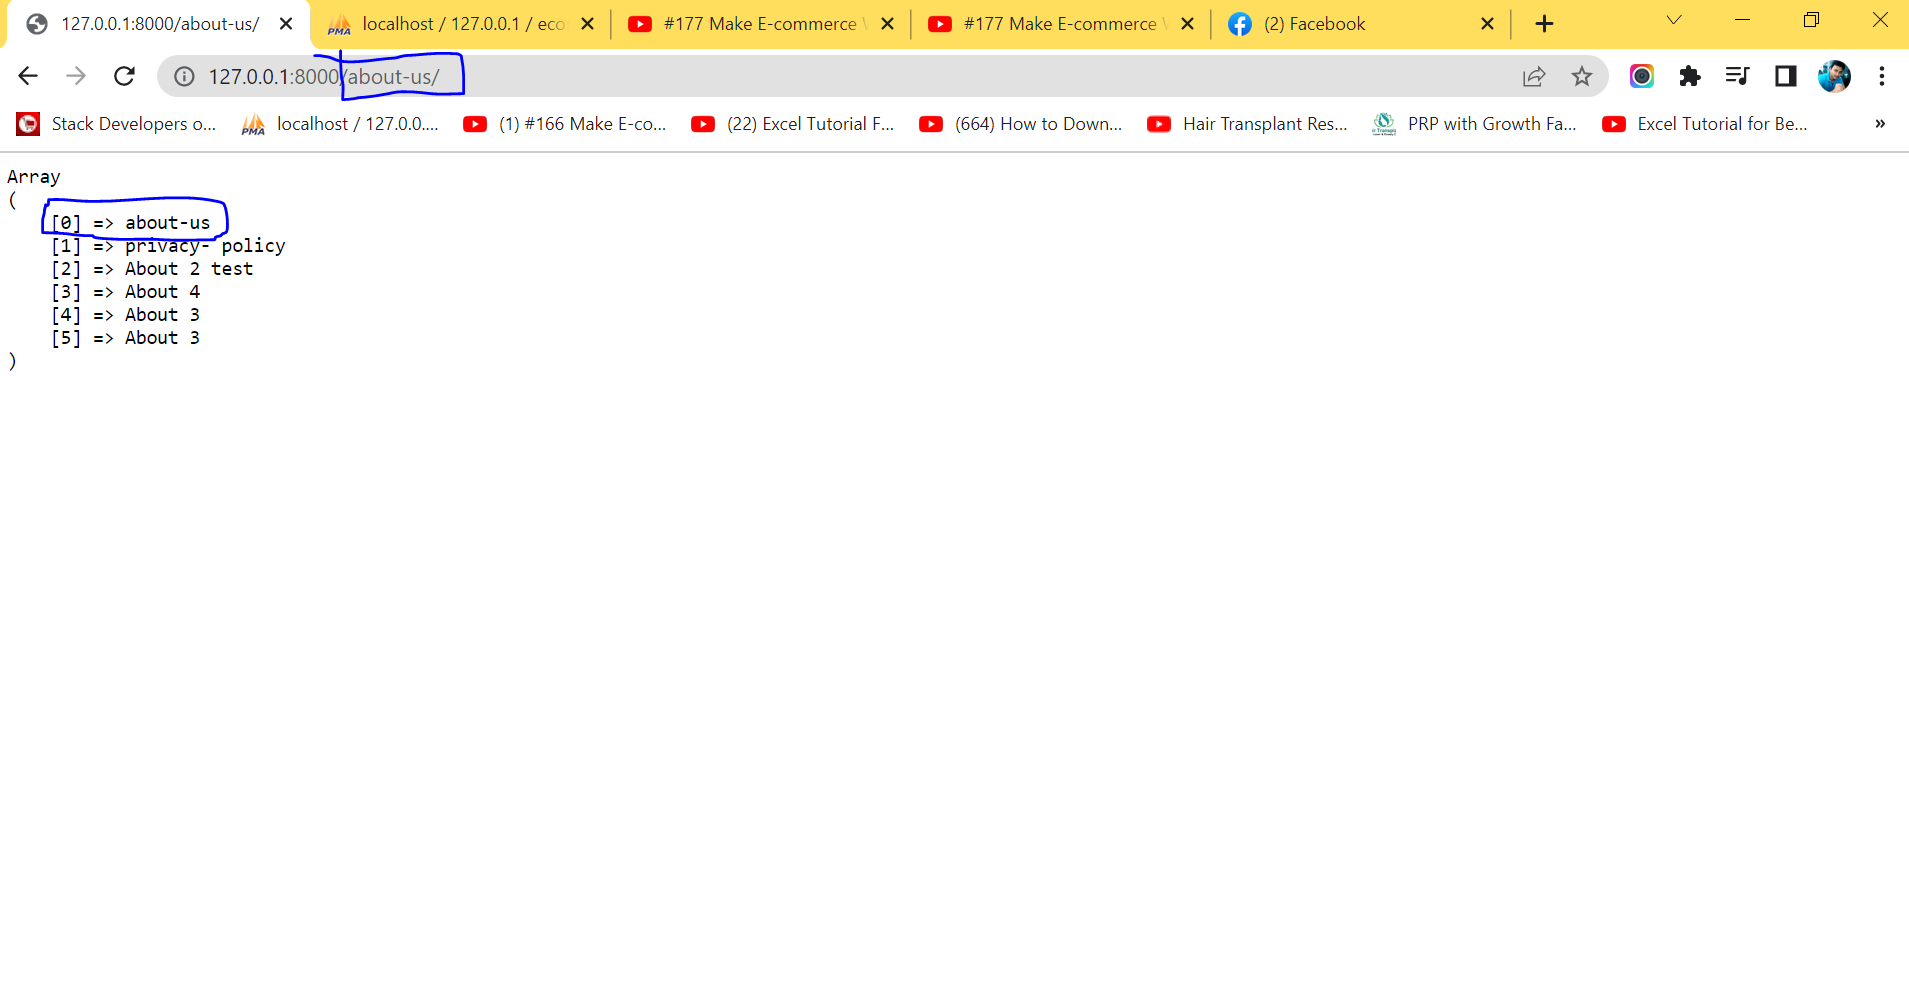 127.0.0.1:8000/about-us/
localhost / 127.0.0.1 / eco
#177 Make E-commerce
#177 Make E-commerce
(2) Facebook
127.0.0.1:8000/about-us/
Stack Developers o...
localhost / 127.0.0....
(1) #166 Make E-co...
(22) Excel Tutorial F...
(664) How to Down...
Hair Transplant Res...
PRP with Growth Fa...
Excel Tutorial for Be...
»
Array
(
[0] => about-us
[1] => privacy- policy
[2] => About 2 test
[3] => About 4
[4] => About 3
[5] => About 3
)